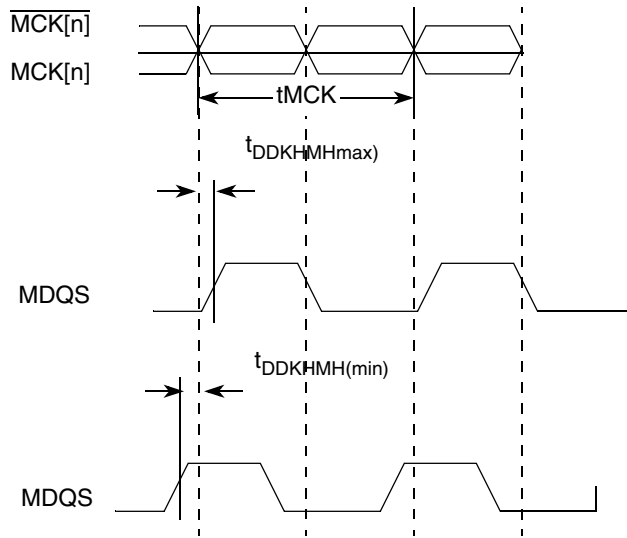 MCK[n]
MCK[n]
tMCK
tDDKHMHmax)
MDQS
tDDKHMH(min)
MDQS